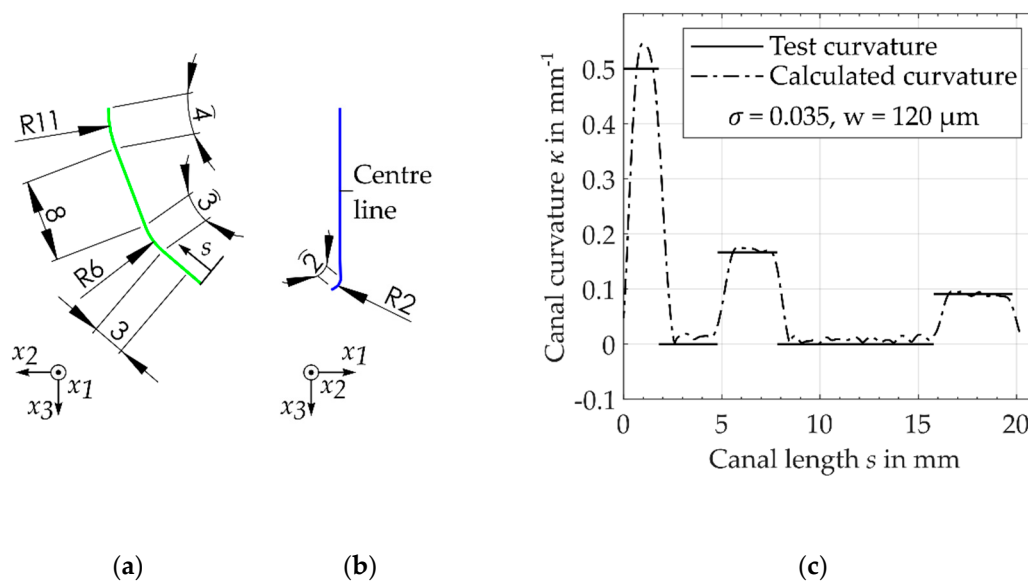 R11
4
8
3
R6
s
3
x2
x1
x3
(a)
Centre
line
2
R2
x1
x2
x3
(b)
Canal curvature κ in mm-1
0.5
0.4
0.3
0.2
0.1
0
-0.1
Test curvature
Calculated curvature
σ = 0.035, w = 120 µm
0
5
10
15
20
Canal length s in mm
(c)